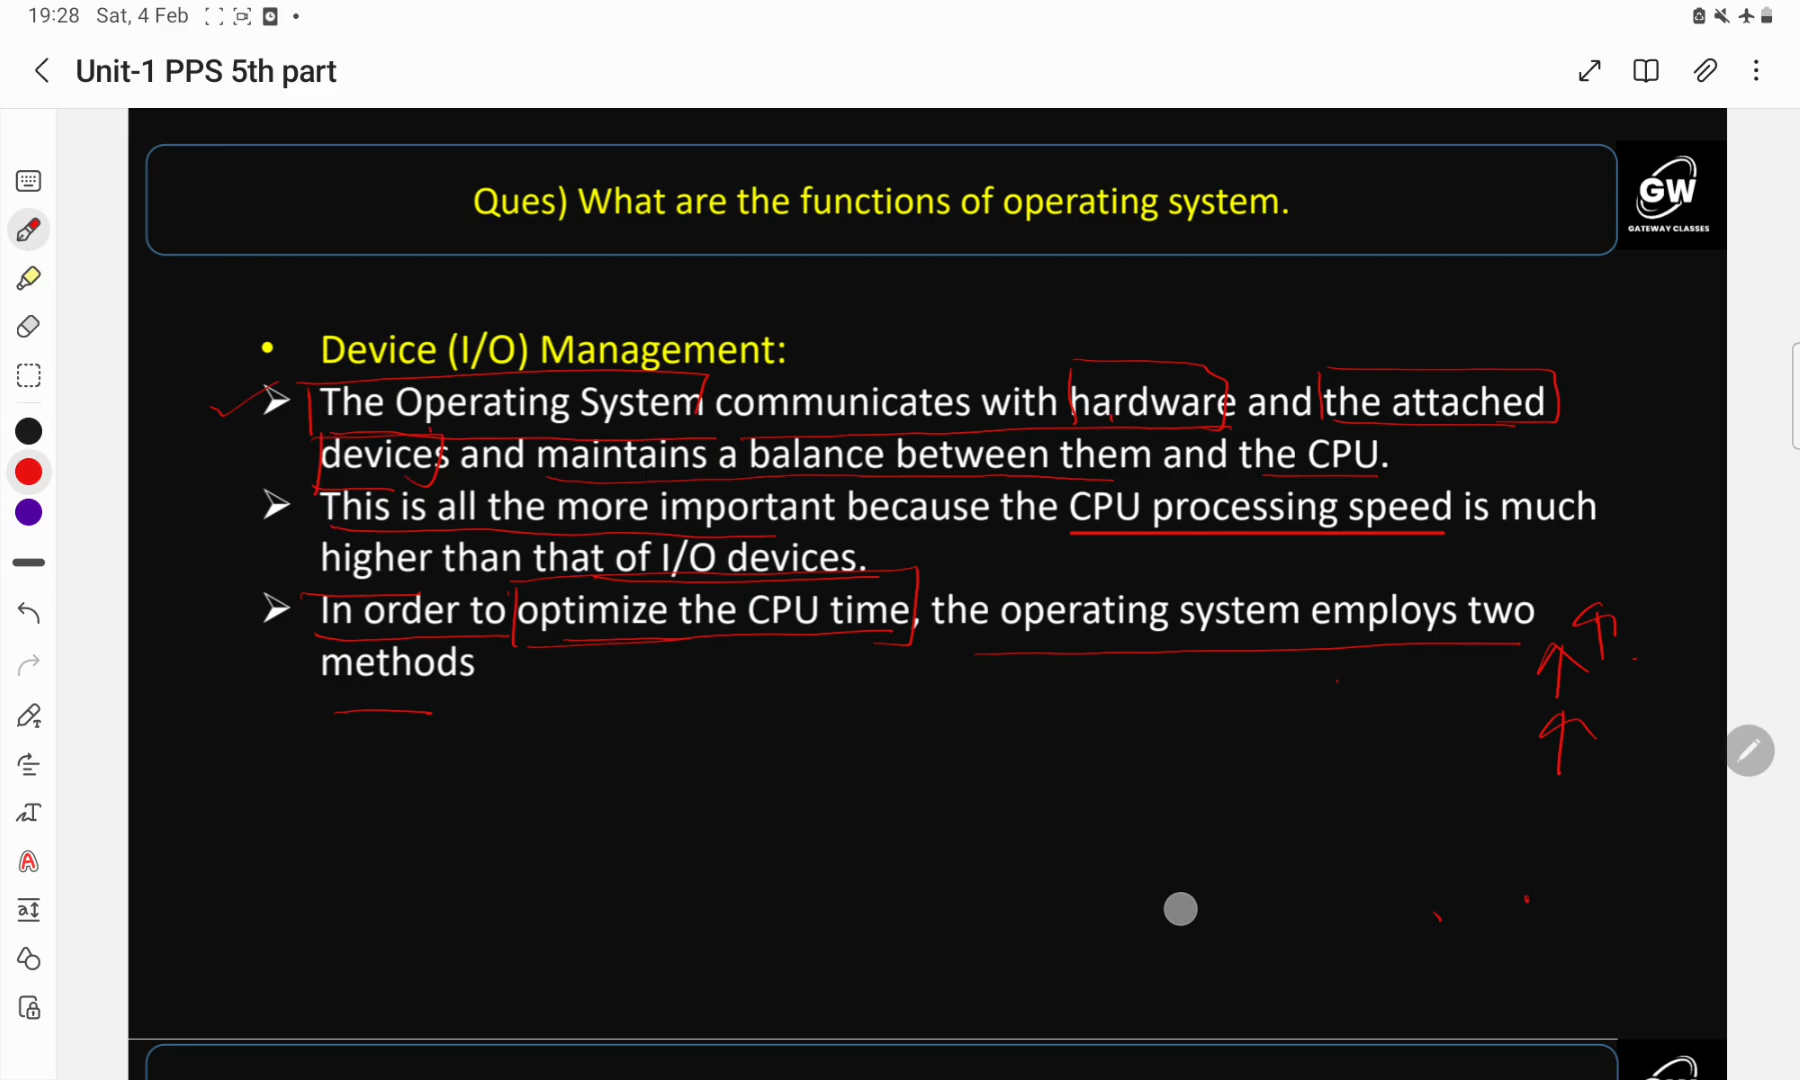 19:28 Sat, 4 Feb
Unit-1 PPS 5th part
Ques) What are the functions of operating system.
GW
GATEWAY CLASSES
• Device (I/O) Management:
➢ The Operating System communicates with hardware and the attached
devices and maintains a balance between them and the CPU.
➢ This is all the more important because the CPU processing speed is much
higher than that of I/O devices.
➢ In order to optimize the CPU time, the operating system employs two
methods